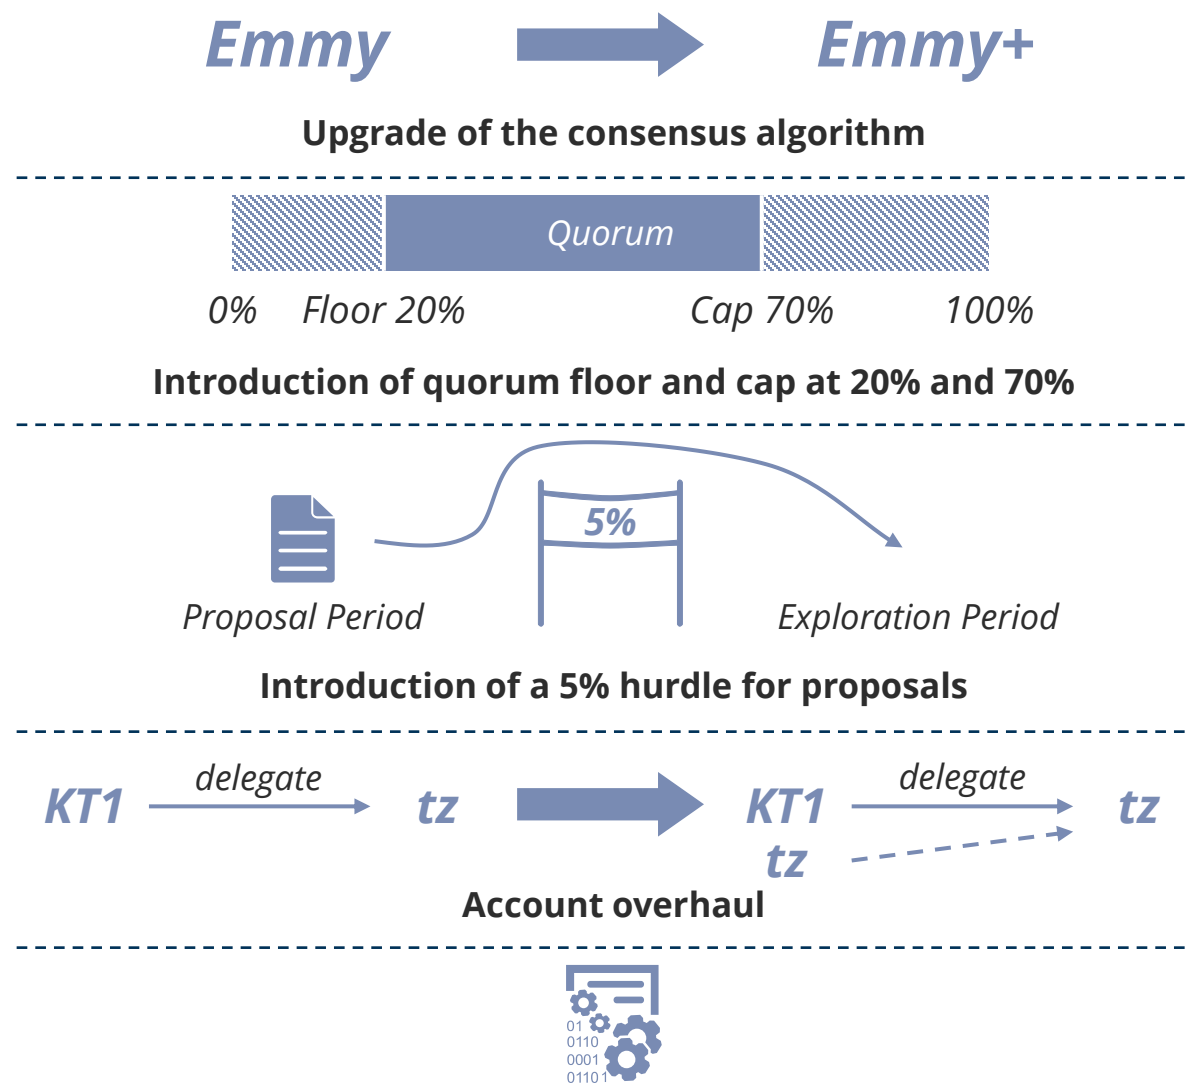 Emmy Emmy+
Upgrade of the consensus algorithm
Quorum
0% Floor 20% Cap 70% 100%
Introduction of quorum floor and cap at 20% and 70%
5%
Proposal Period Exploration Period
Introduction of a 5% hurdle for proposals
delegate delegate
KT1 tz KT1 tz
tz
Account overhaul
01
0110
0001
01101